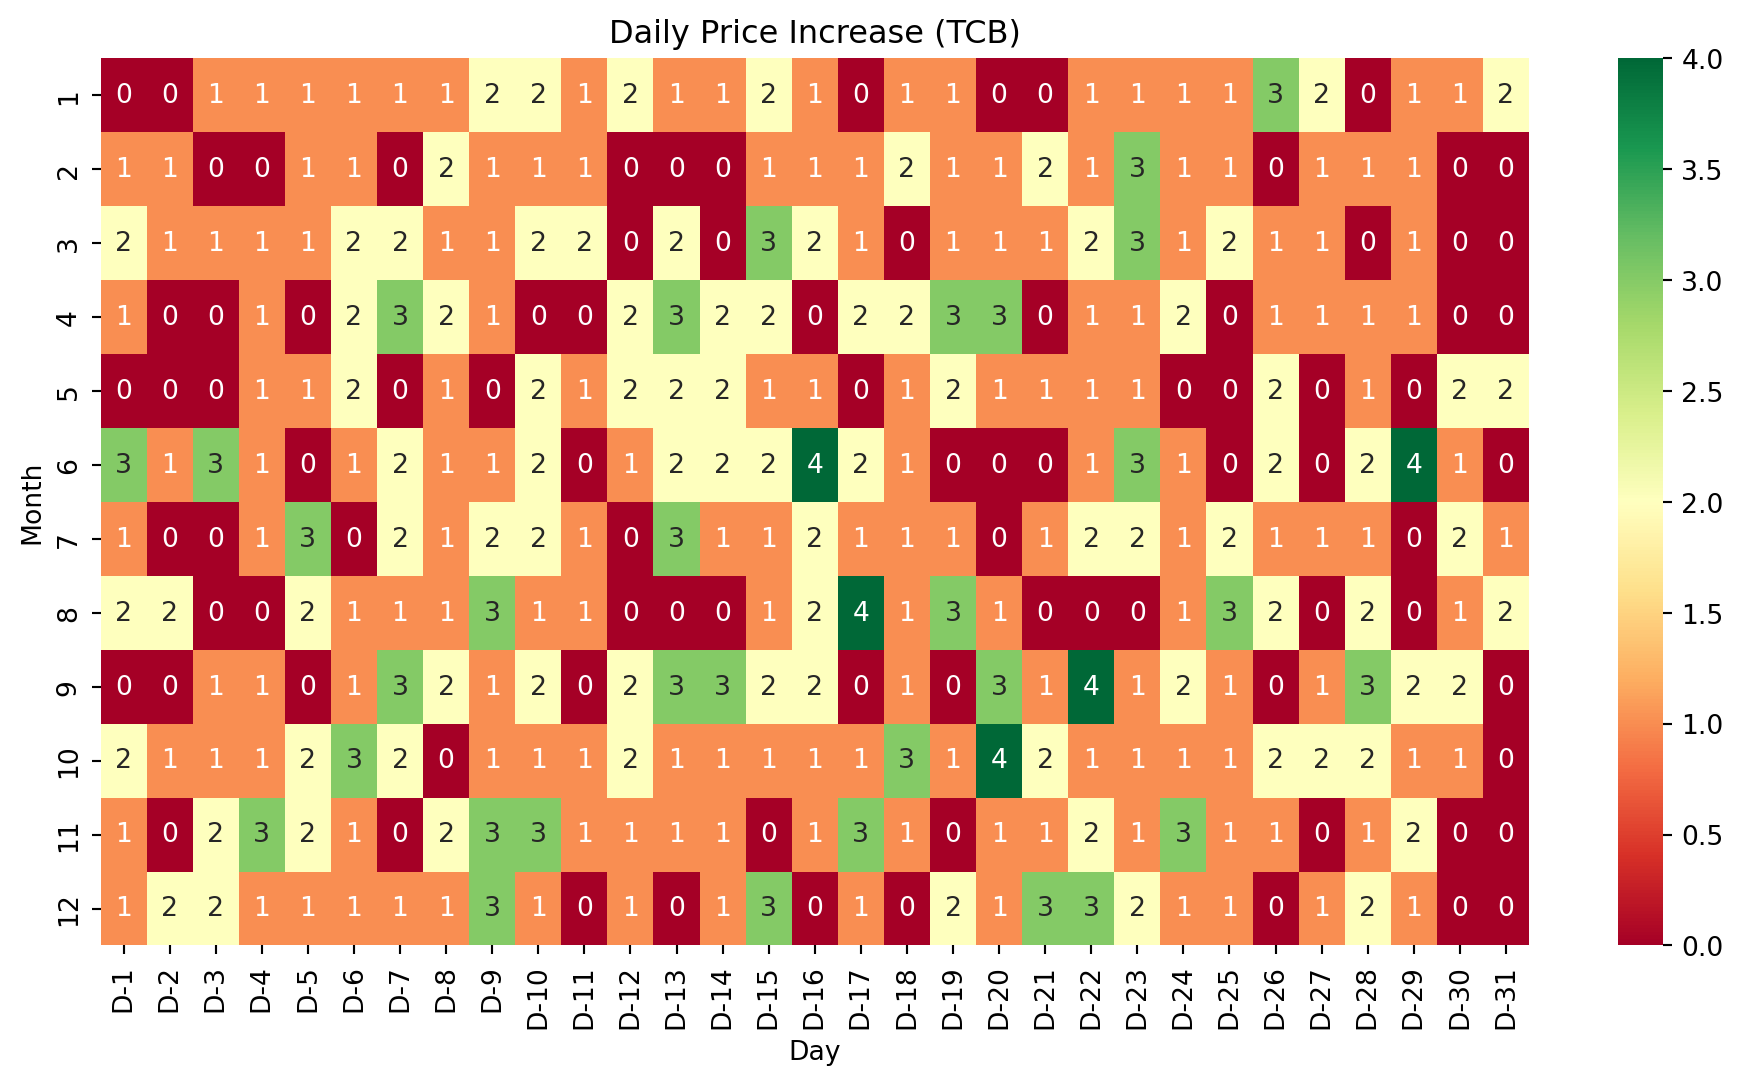 Daily Price Increase (TCB)
1 0 0 1 1 1 1 1 1 2 2 1 2 1 1 2 1 0 1 1 0 0 1 1 1 1 3 2 0 1 1 2
2 1 1 0 0 1 1 0 2 1 1 1 0 0 0 1 1 1 2 1 1 2 1 3 1 1 0 1 1 1 0 0
3 2 1 1 1 1 2 2 1 1 2 2 0 2 0 3 2 1 0 1 1 1 2 3 1 2 1 1 0 1 0 0
4 1 0 0 1 0 2 3 2 1 0 0 2 3 2 2 0 2 2 3 3 0 1 1 2 0 1 1 1 1 0 0
5 0 0 0 1 1 2 0 1 0 2 1 2 2 2 1 1 0 1 2 1 1 1 1 0 0 2 0 1 0 2 2
6 3 1 3 1 0 1 2 1 1 2 0 1 2 2 2 4 2 1 0 0 0 1 3 1 0 2 0 2 4 1 0
7 1 0 0 1 3 0 2 1 2 2 1 0 3 1 1 2 1 1 1 0 1 2 2 1 2 1 1 1 0 2 1
8 2 2 0 0 2 1 1 1 3 1 1 0 0 0 1 2 4 1 3 1 0 0 0 1 3 2 0 2 0 1 2
9 0 0 1 1 0 1 3 2 1 2 0 2 3 3 2 2 0 1 0 3 1 4 1 2 1 0 1 3 2 2 0
10 2 1 1 1 2 3 2 0 1 1 1 2 1 1 1 1 1 3 1 4 2 1 1 1 1 2 2 2 1 1 0
11 1 0 2 3 2 1 0 2 3 3 1 1 1 1 0 1 3 1 0 1 1 2 1 3 1 1 0 1 2 0 0
12 1 2 2 1 1 1 1 1 3 1 0 1 0 1 3 0 1 0 2 1 3 3 2 1 1 0 1 2 1 0 0
Month
D-1 D-2 D-3 D-4 D-5 D-6 D-7 D-8 D-9 D-10 D-11 D-12 D-13 D-14 D-15 D-16 D-17 D-18 D-19 D-20 D-21 D-22 D-23 D-24 D-25 D-26 D-27 D-28 D-29 D-30 D-31
Day
4.0
3.5
3.0
2.5
2.0
1.5
1.0
0.5
0.0